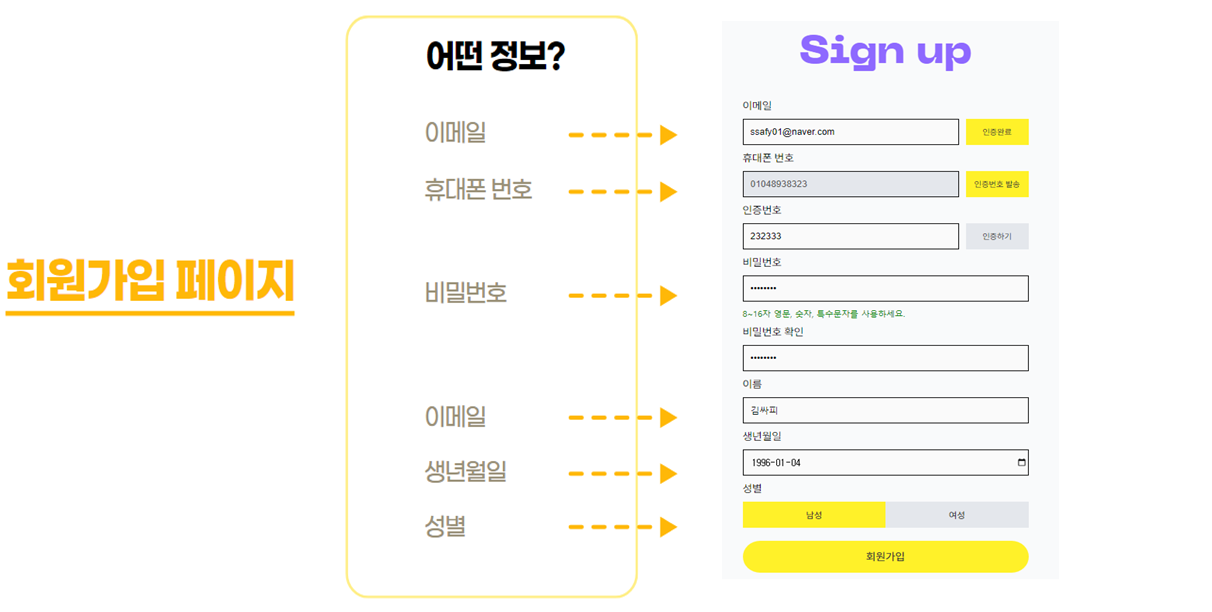 회원가입 페이지
어떤 정보?
이메일
휴대폰 번호
비밀번호
이메일
생년월일
성별
Sign up
이메일
ssafy01@naver.com 인증완료
휴대폰 번호
01048938323 인증번호 발송
인증번호
232333 인증하기
비밀번호
••••••••
8~16자 영문, 숫자, 특수문자를 사용하세요.
비밀번호 확인
••••••••
이름
김싸피
생년월일
1996-01-04
성별
남성 여성
회원가입